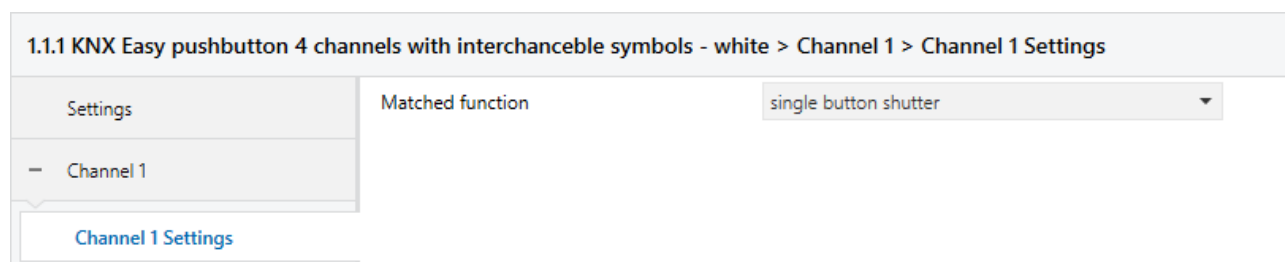 1.1.1 KNX Easy pushbutton 4 channels with interchanceble symbols - white > Channel 1 > Channel 1 Settings
Settings
Matched function
single button shutter
Channel 1
Channel 1 Settings